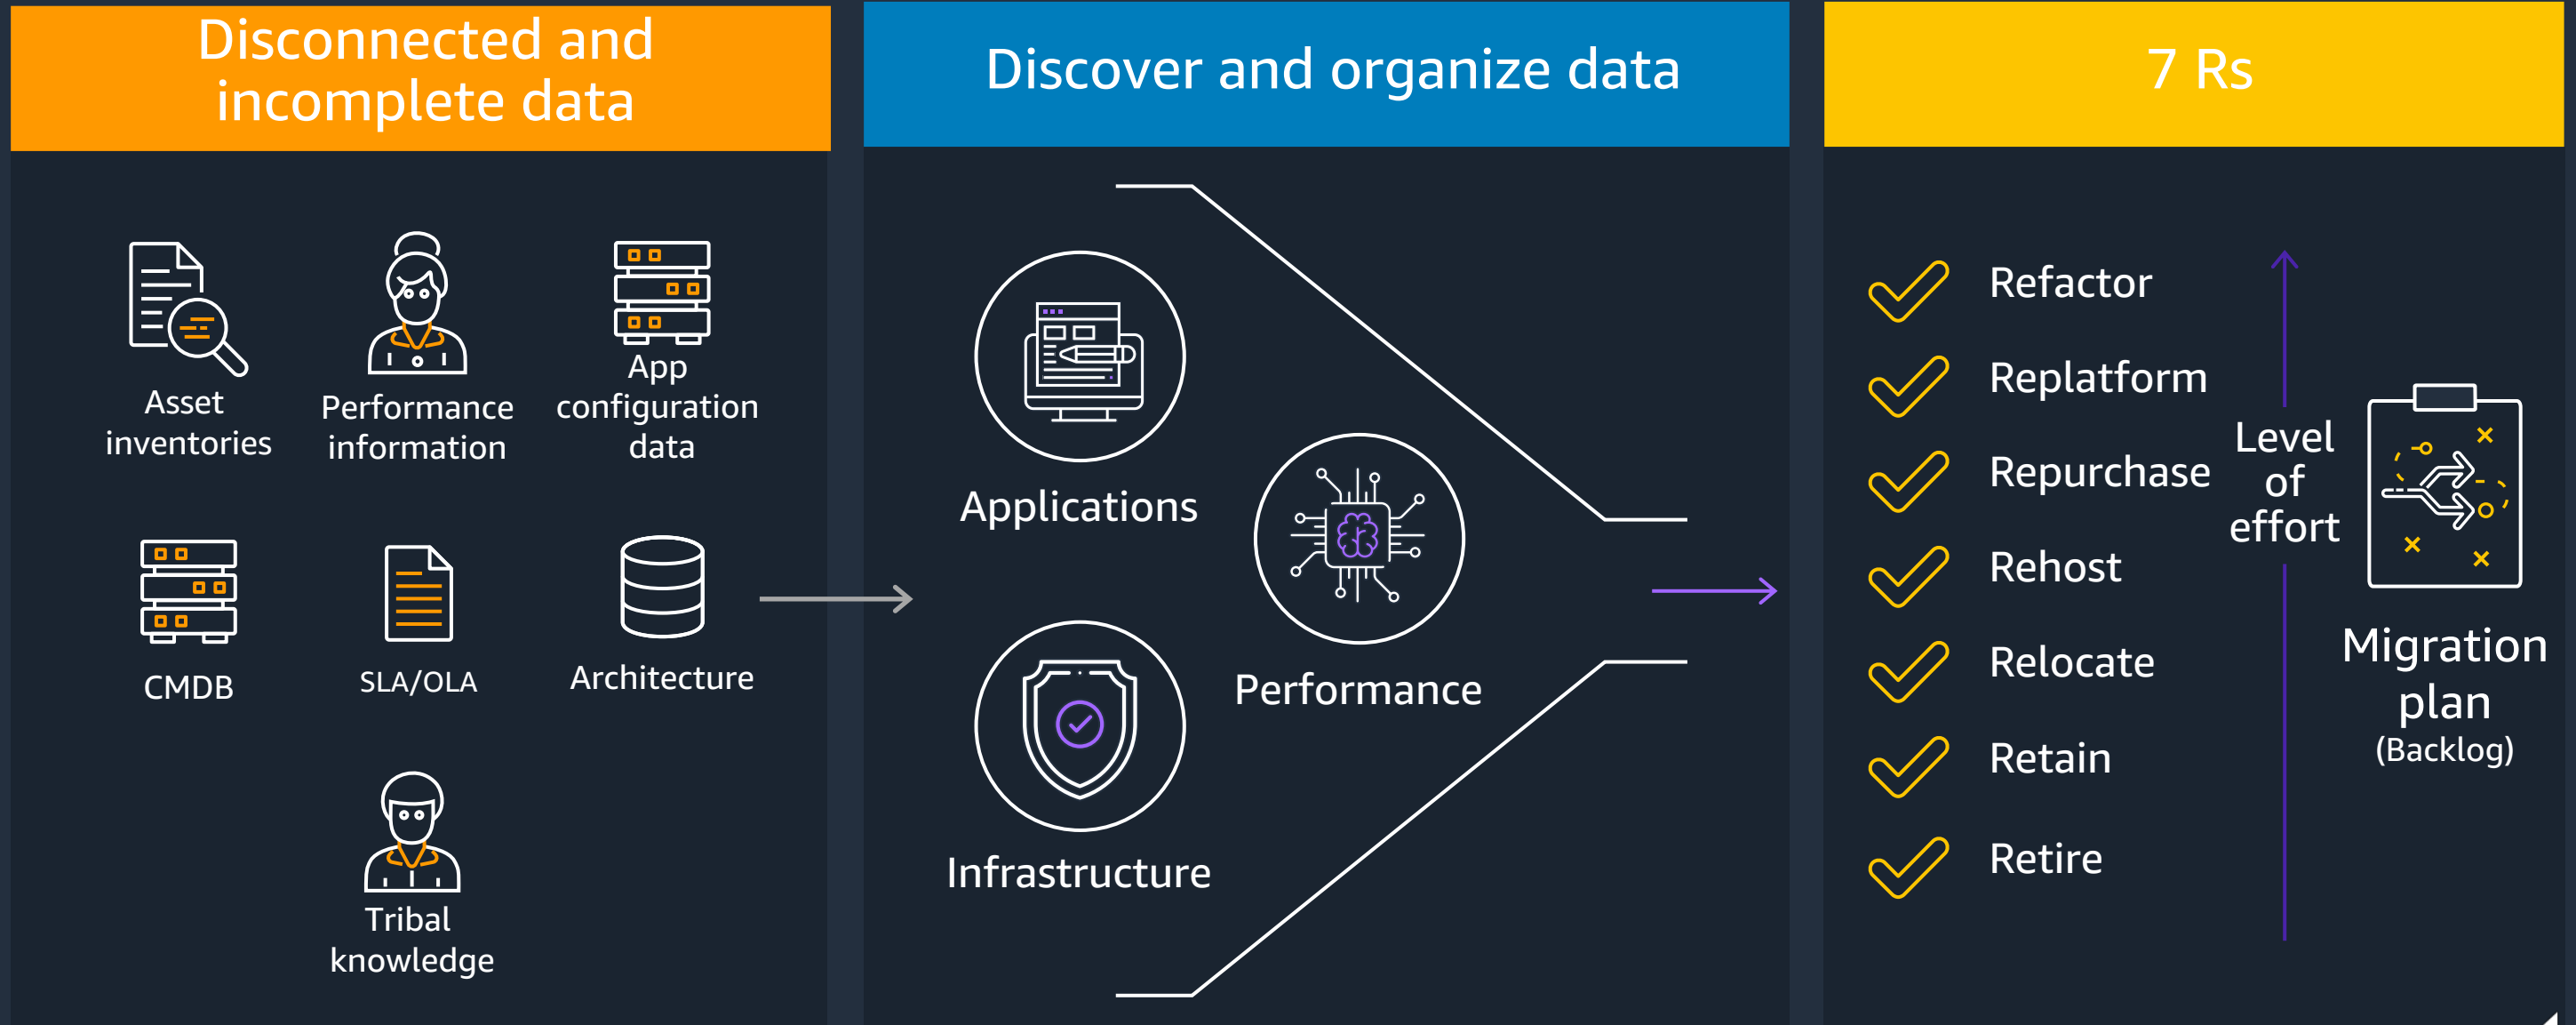 Disconnected and
incomplete data
Asset
inventories
Performance
information
App
configuration
data
CMDB
SLA/OLA
Architecture
Tribal
knowledge
Discover and organize data
Applications
Performance
Infrastructure
7 Rs
Refactor
Replatform
Repurchase
Rehost
Relocate
Retain
Retire
Level
of
effort
Migration
plan
(Backlog)